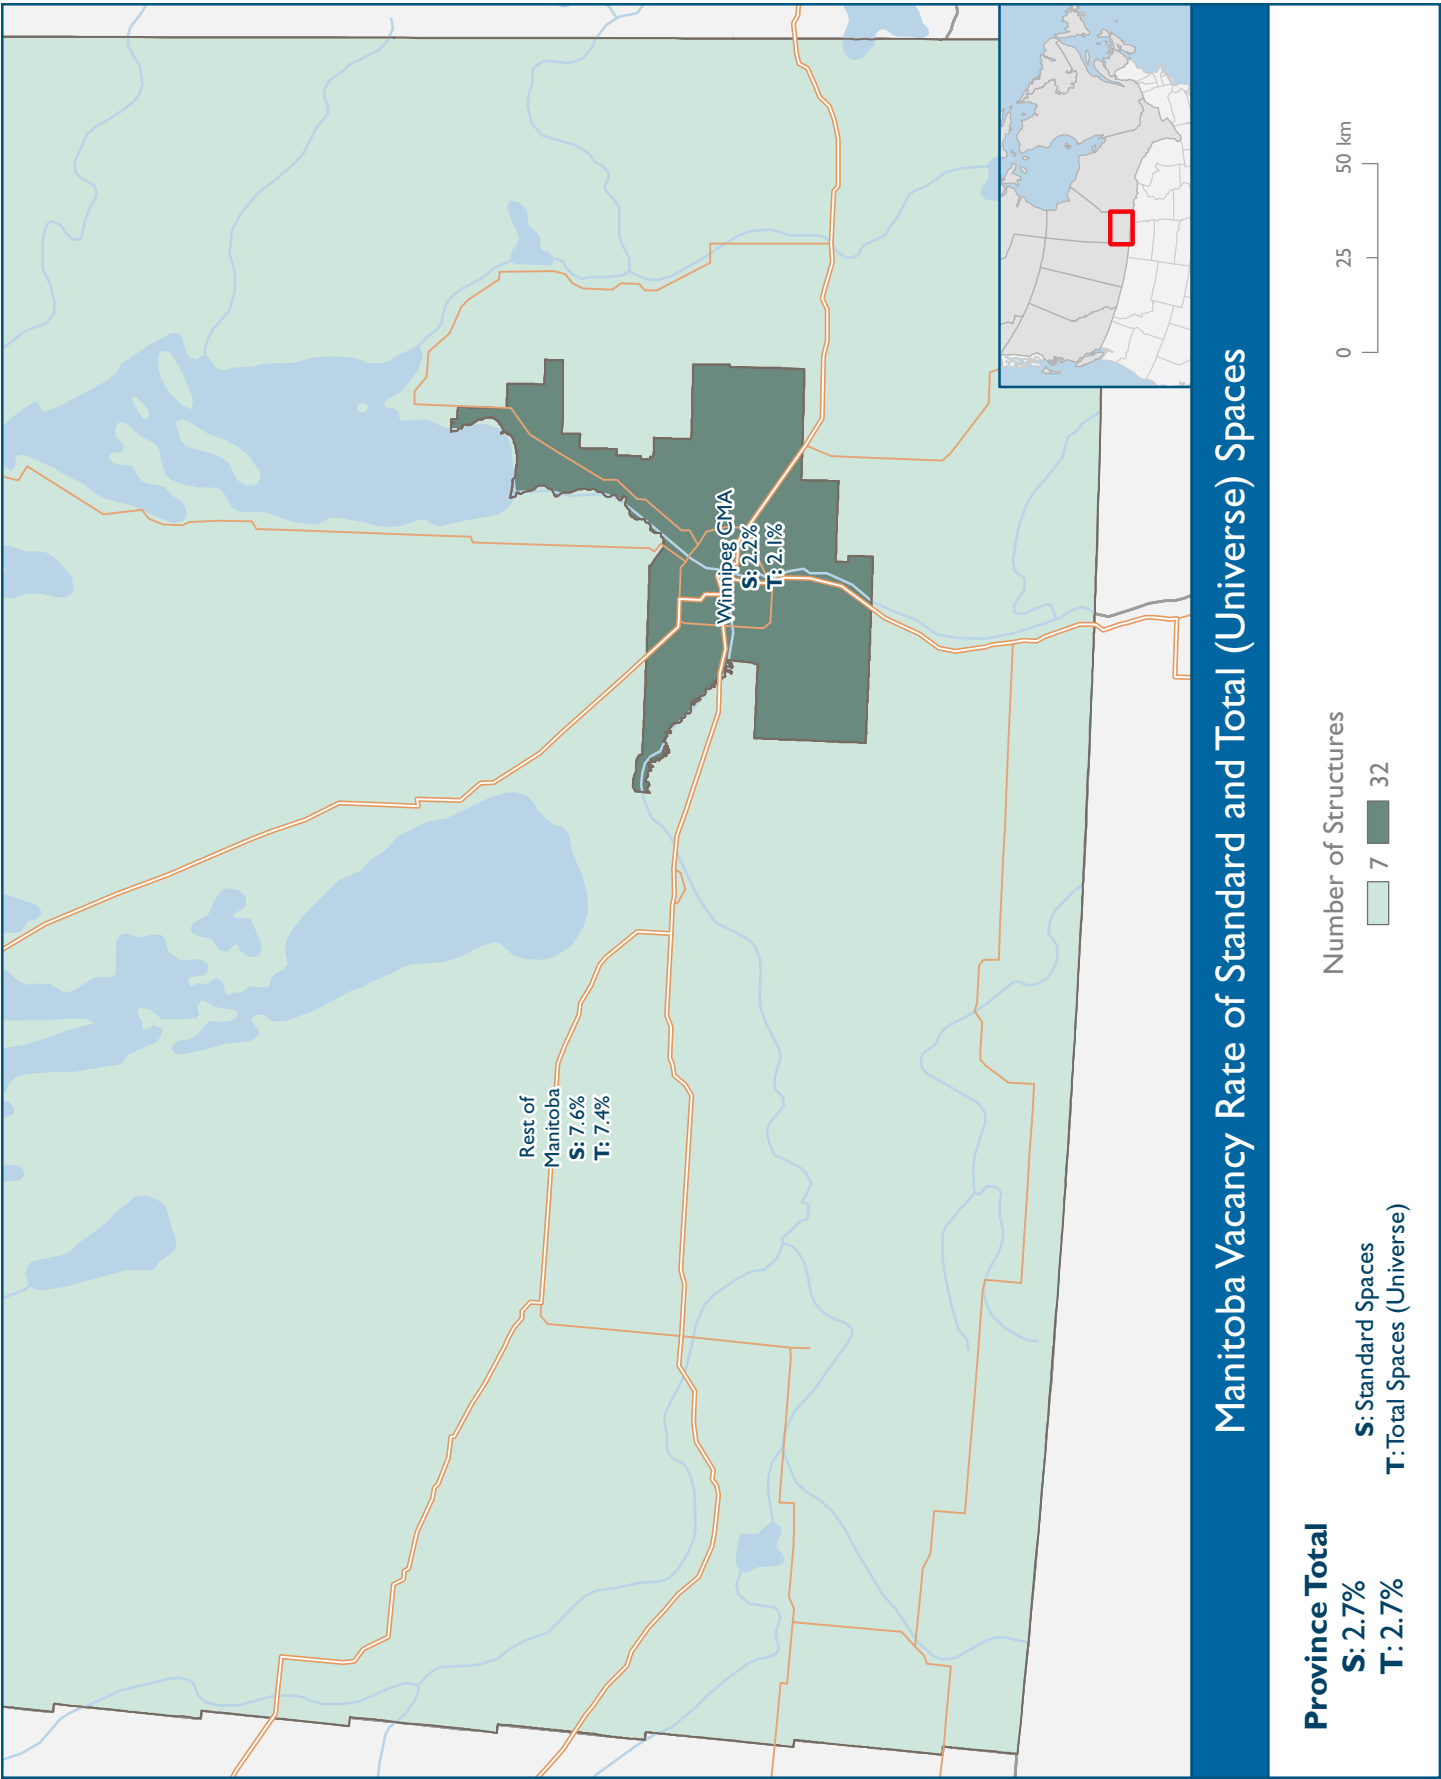 Rest of
Manitoba
S: 7.6%
T: 7.4%
Winnipeg CMA
S: 2.2%
T: 2.1%
Manitoba Vacancy Rate of Standard and Total (Universe) Spaces
Province Total
S: 2.7%
T: 2.7%
S: Standard Spaces
T: Total Spaces (Universe)
Number of Structures
7 32
0 25 50 km